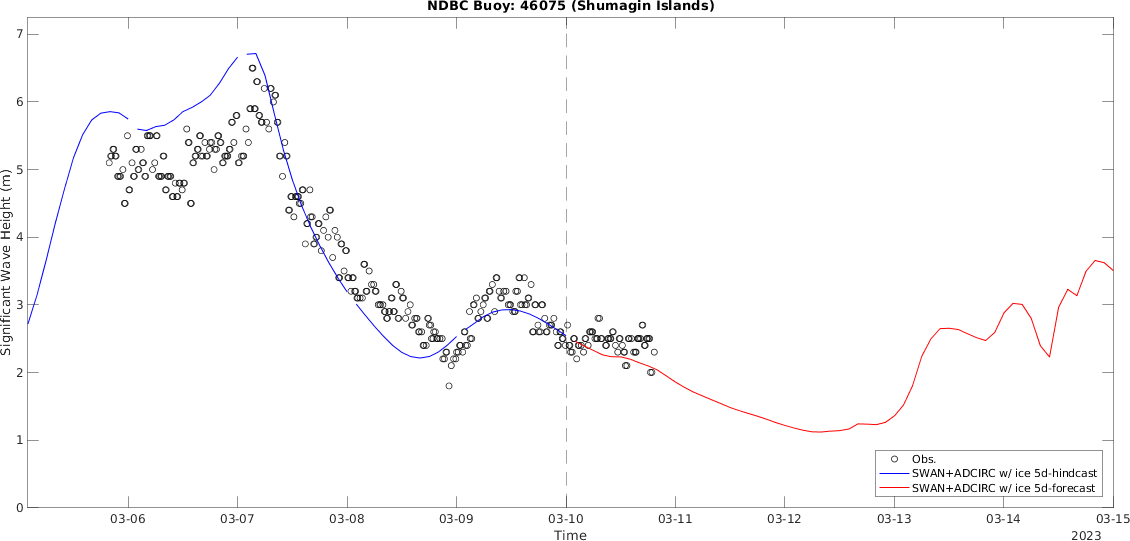 NDBC Buoy: 46075 (Shumagin Islands)
7
6
5
4
3
2
1
0
Significant Wave Height (m)
Obs.
SWAN+ADCIRC w/ ice 5d-hindcast
SWAN+ADCIRC w/ ice 5d-forecast
03-06 03-07 03-08 03-09 03-10 03-11 03-12 03-13 03-14 03-15
Time
2023